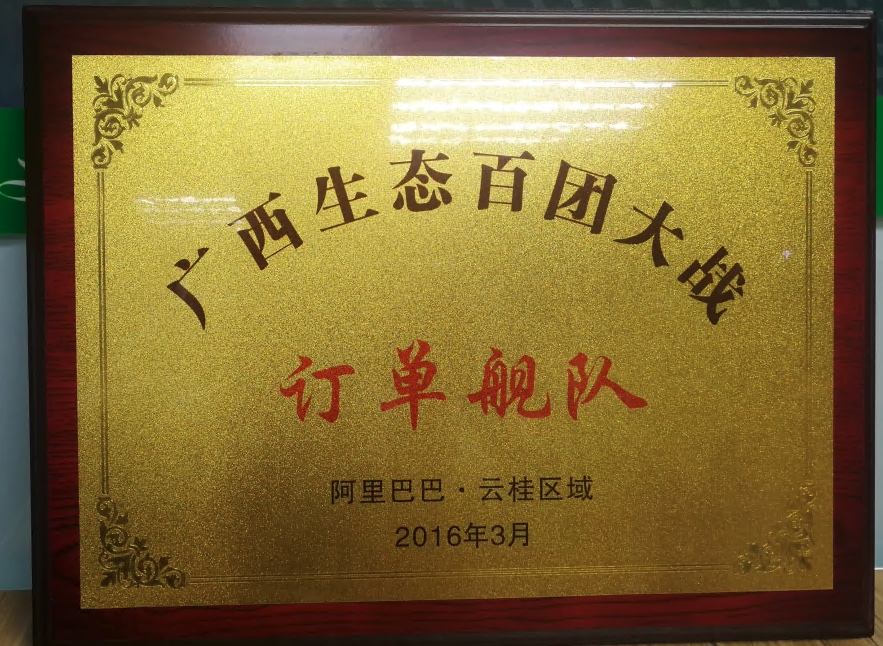 广西生态百团大战
订单舰队
阿里巴巴·云桂区域
2016年3月